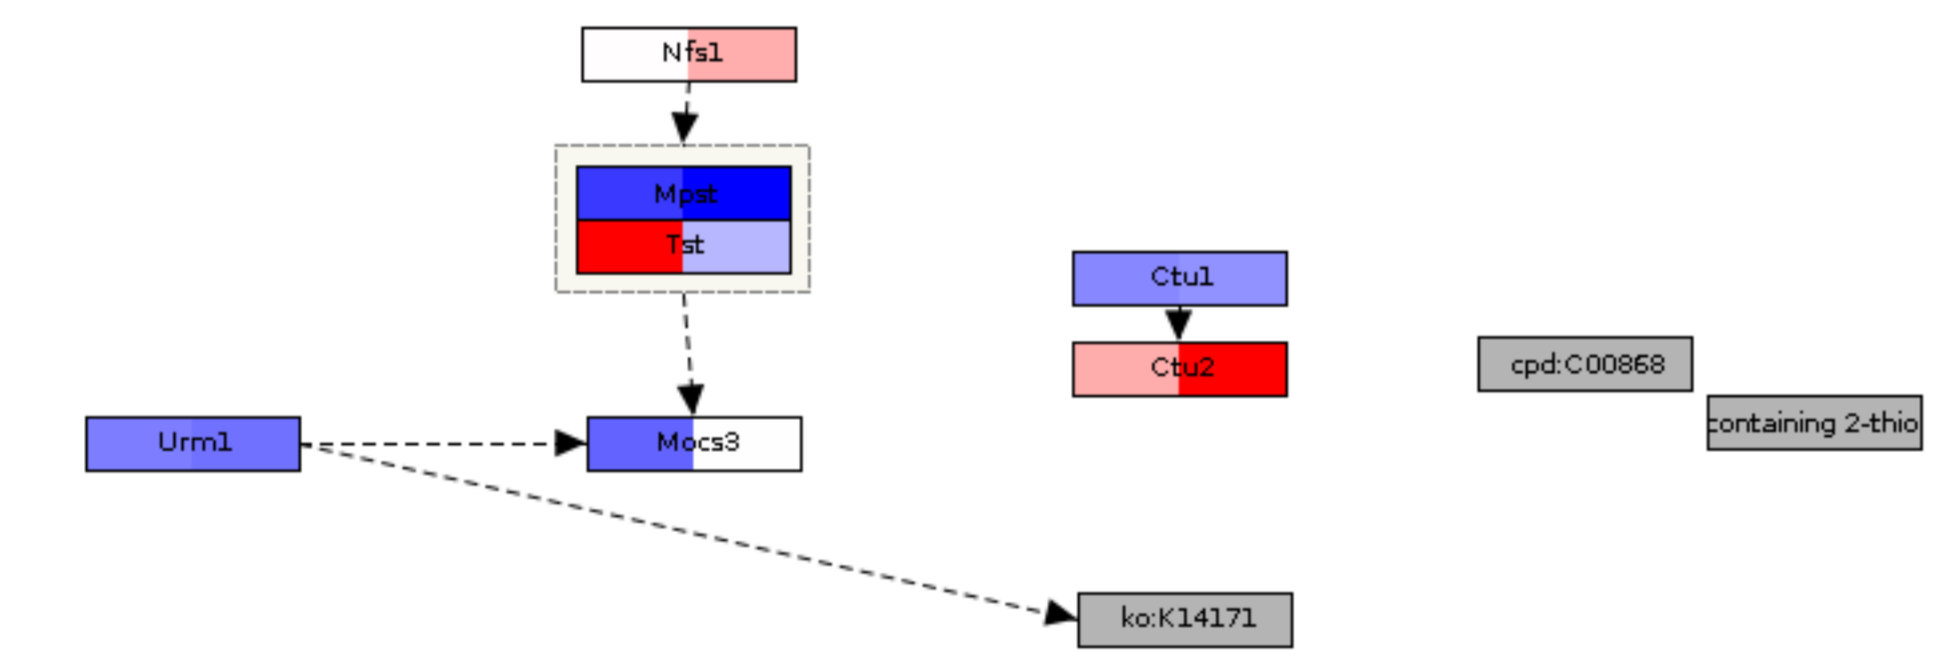 Nfs1
Mpst
Tst
Ctu1
Ctu2
cpd:C00868
containing 2-thio
Urm1
Mocs3
ko:K14171